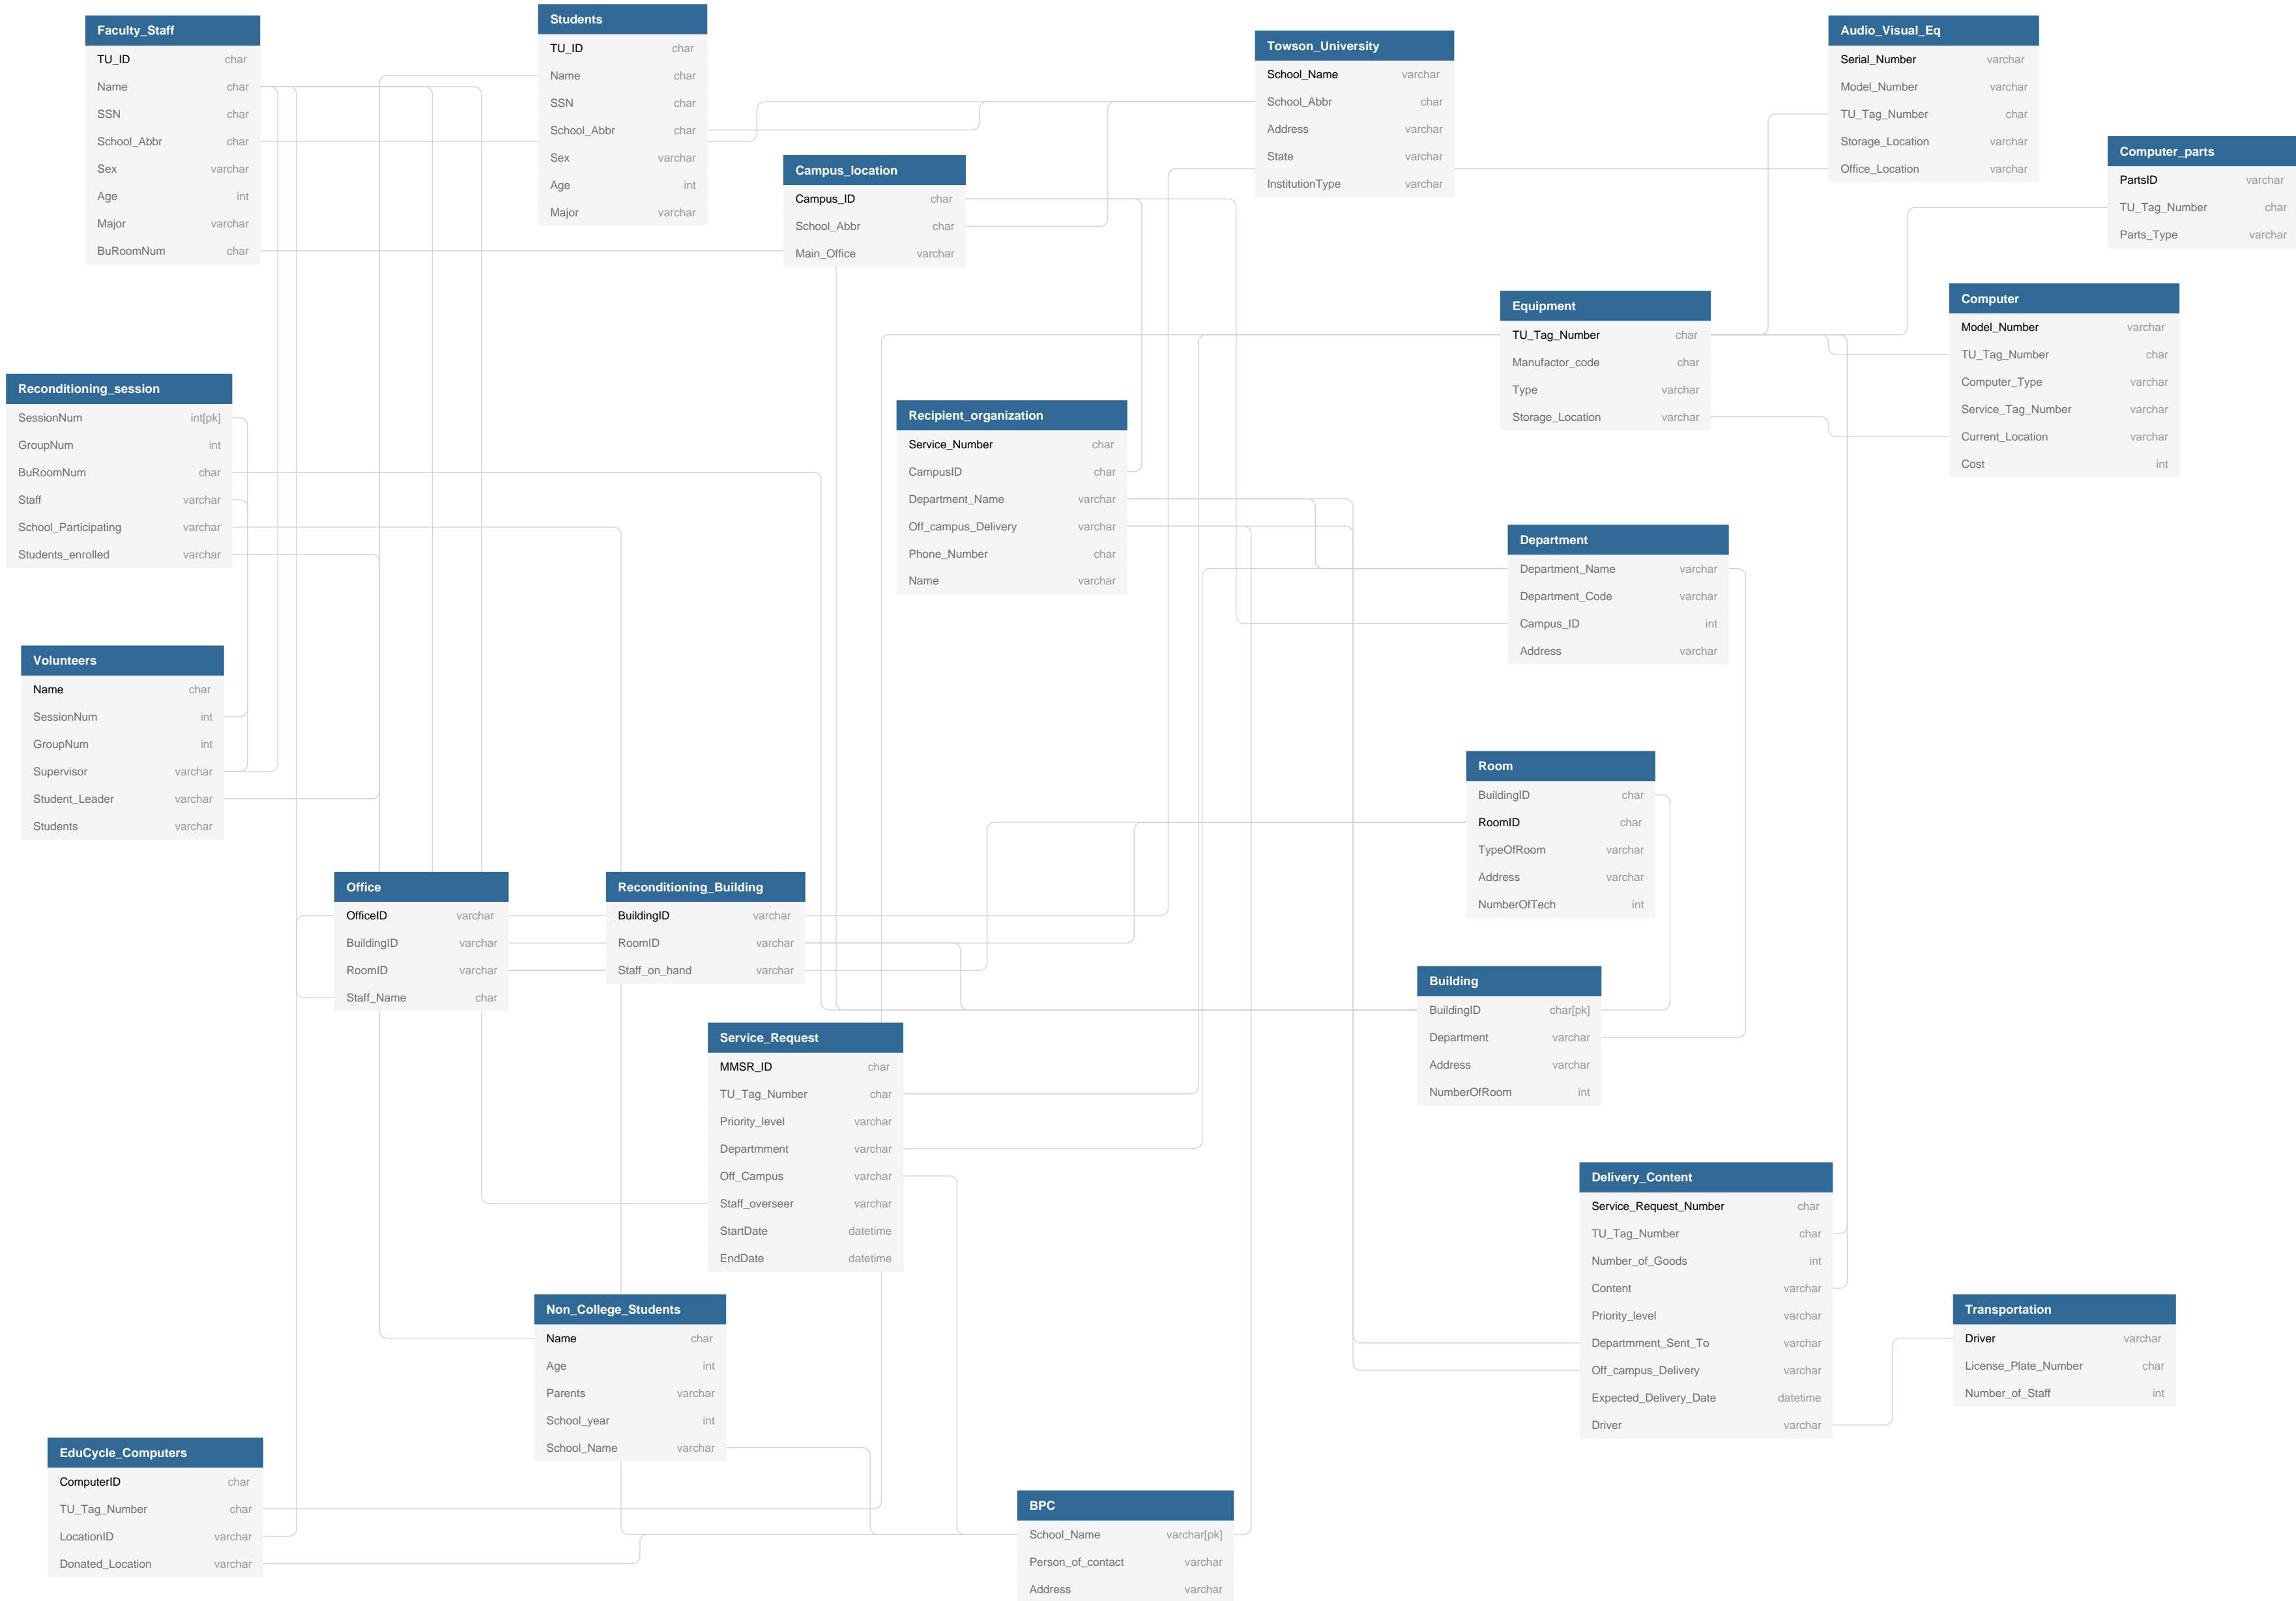 Faculty_Staff
TU_ID char
Name char
SSN char
School_Abbr char
Sex varchar
Age int
Major varchar
BuRoomNum char
Students
TU_ID char
Name char
SSN char
School_Abbr char
Sex varchar
Age int
Major varchar
Campus_location
Campus_ID char
School_Abbr char
Main_Office varchar
Towson_University
School_Name varchar
School_Abbr char
Address varchar
State varchar
InstitutionType varchar
Audio_Visual_Eq
Serial_Number varchar
Model_Number varchar
TU_Tag_Number char
Storage_Location varchar
Office_Location varchar
Computer_parts
PartsID varchar
TU_Tag_Number char
Parts_Type varchar
Equipment
TU_Tag_Number char
Manufactor_code char
Type varchar
Storage_Location varchar
Computer
Model_Number varchar
TU_Tag_Number char
Computer_Type varchar
Service_Tag_Number varchar
Current_Location varchar
Cost int
Reconditioning_session
SessionNum int[pk]
GroupNum int
BuRoomNum char
Staff varchar
School_Participating varchar
Students_enrolled varchar
Recipient_organization
Service_Number char
CampusID char
Department_Name varchar
Off_campus_Delivery varchar
Phone_Number char
Name varchar
Department
Department_Name varchar
Department_Code varchar
Campus_ID int
Address varchar
Volunteers
Name char
SessionNum int
GroupNum int
Supervisor varchar
Student_Leader varchar
Students varchar
Room
BuildingID char
RoomID char
TypeOfRoom varchar
Address varchar
NumberOfTech int
Office
OfficeID varchar
BuildingID varchar
RoomID varchar
Staff_Name char
Reconditioning_Building
BuildingID varchar
RoomID varchar
Staff_on_hand varchar
Building
BuildingID char[pk]
Department varchar
Address varchar
NumberOfRoom int
Service_Request
MMSR_ID char
TU_Tag_Number char
Priority_level varchar
Departmment varchar
Off_Campus varchar
Staff_overseer varchar
StartDate datetime
EndDate datetime
Delivery_Content
Service_Request_Number char
TU_Tag_Number char
Number_of_Goods int
Content varchar
Priority_level varchar
Departmment_Sent_To varchar
Off_campus_Delivery varchar
Expected_Delivery_Date datetime
Driver varchar
Transportation
Driver varchar
License_Plate_Number char
Number_of_Staff int
Non_College_Students
Name char
Age int
Parents varchar
School_year int
School_Name varchar
EduCycle_Computers
ComputerID char
TU_Tag_Number char
LocationID varchar
Donated_Location varchar
BPC
School_Name varchar[pk]
Person_of_contact varchar
Address varchar